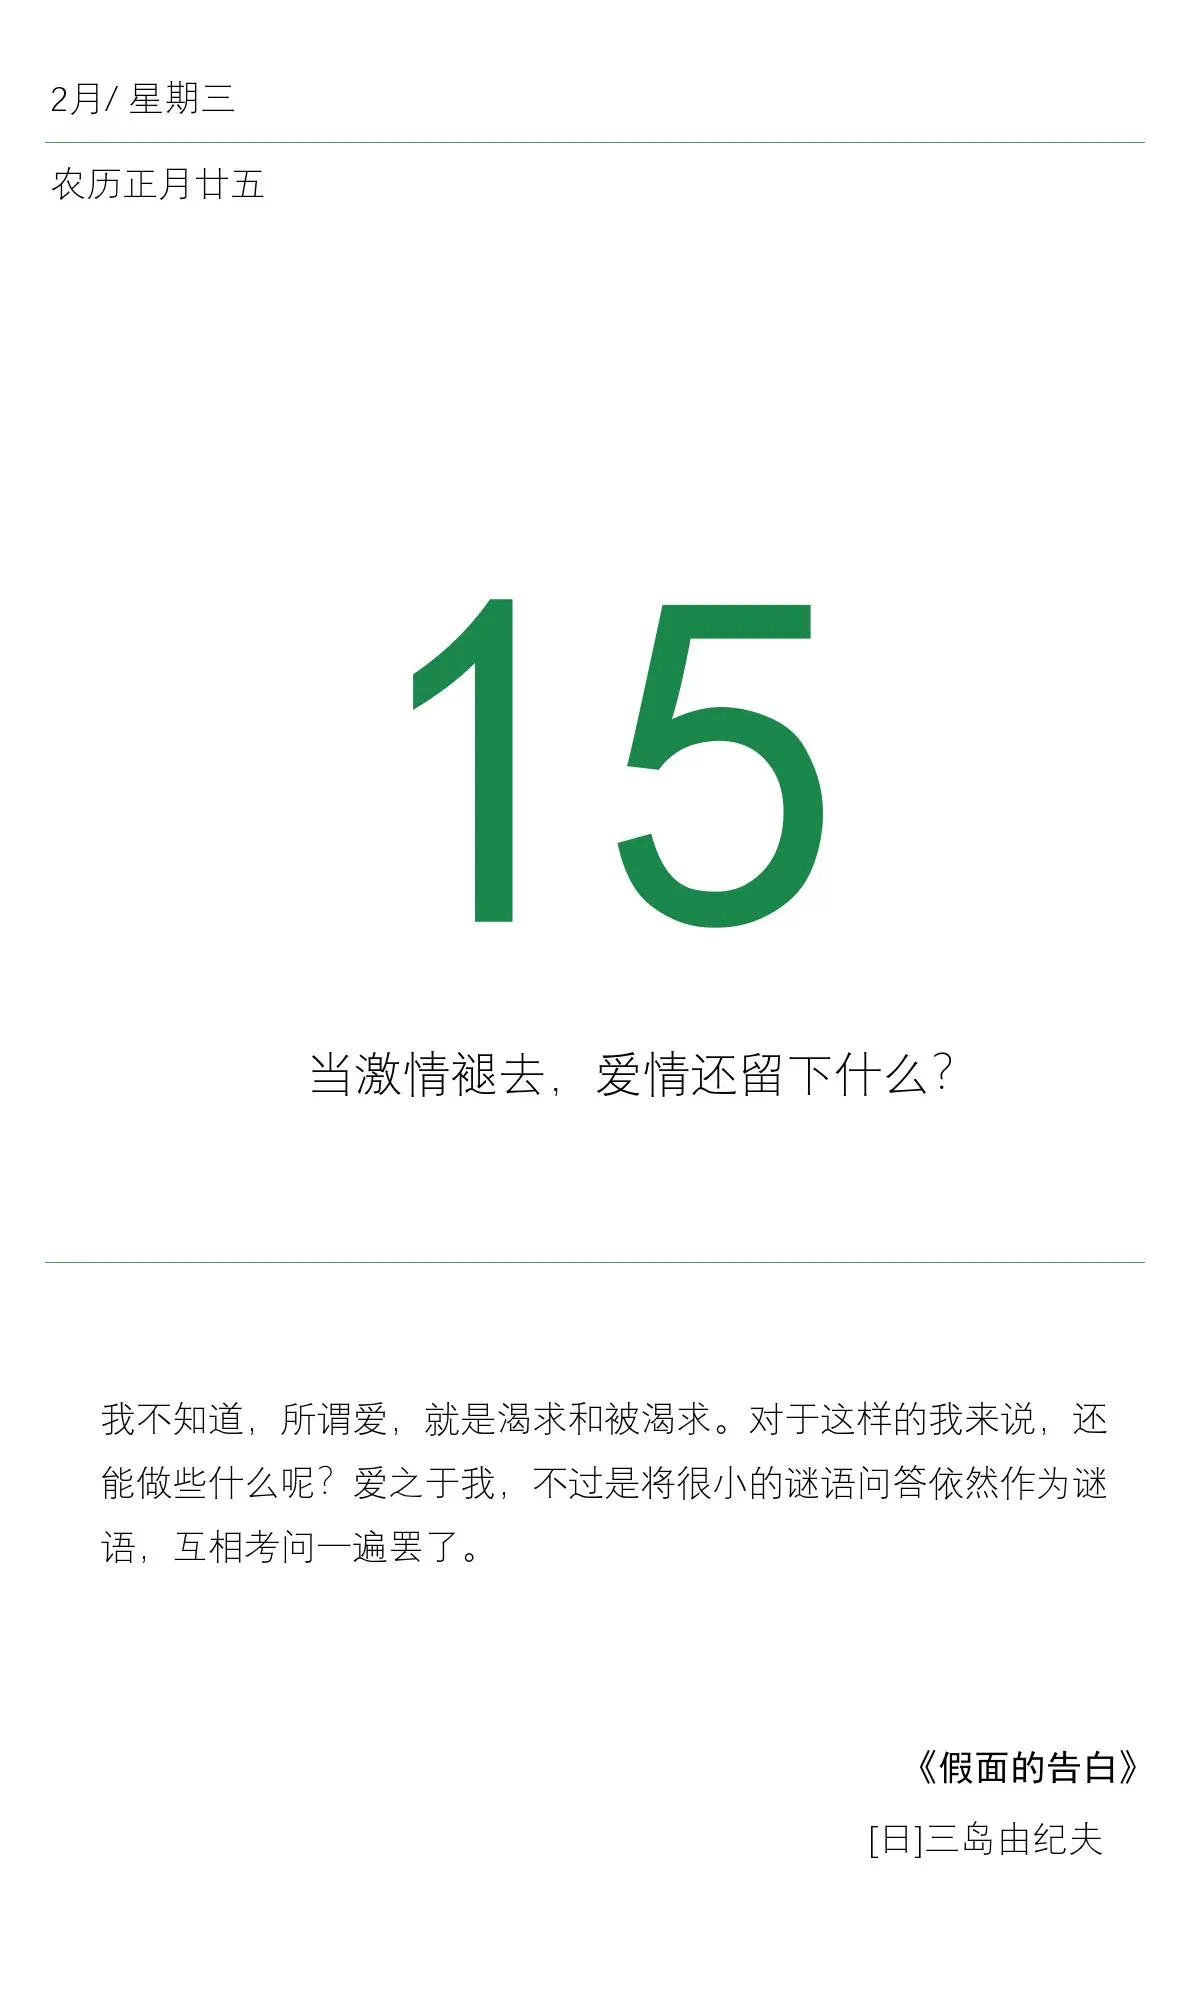 2月/ 星期三
农历正月廿五
15
当激情褪去，爱情还留下什么？
我不知道，所谓爱，就是渴求和被渴求。对于这样的我来说，还
能做些什么呢？爱之于我，不过是将很小的谜语问答依然作为谜
语，互相考问一遍罢了。
《假面的告白》
[日]三岛由纪夫